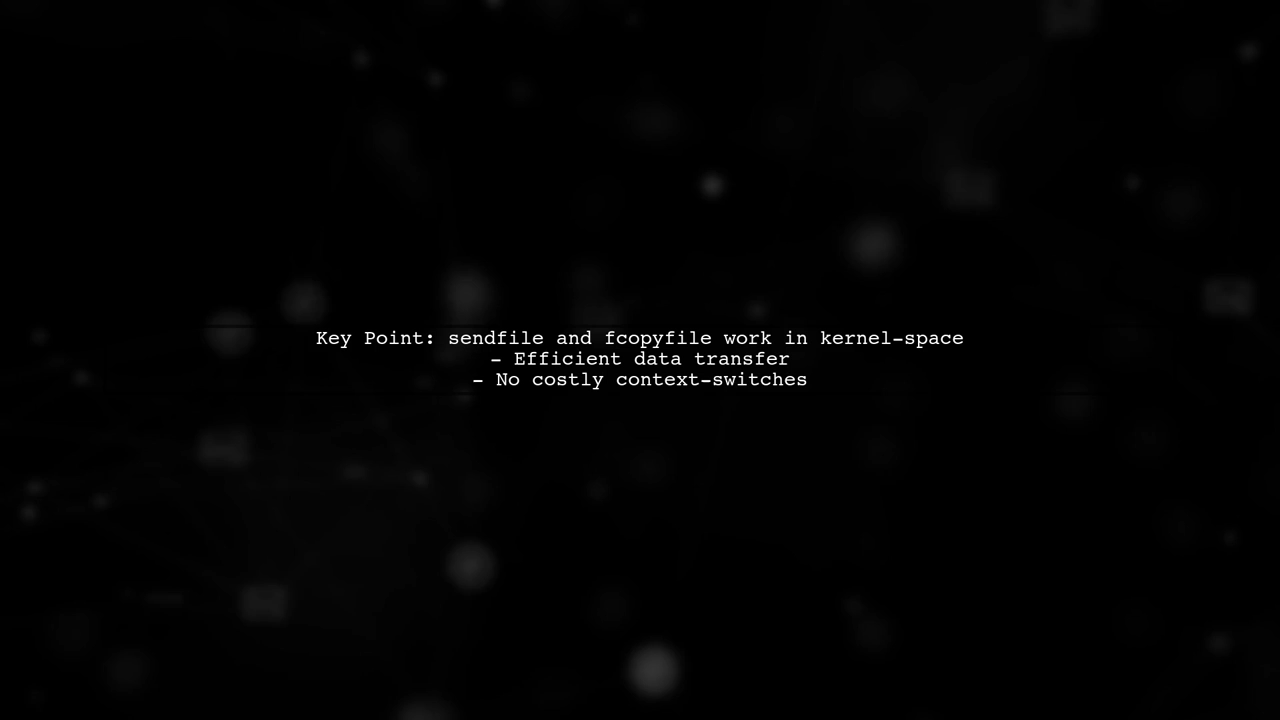 Key Point: sendfile and fcopyfile work in kernel-space
- Efficient data transfer
- No costly context-switches